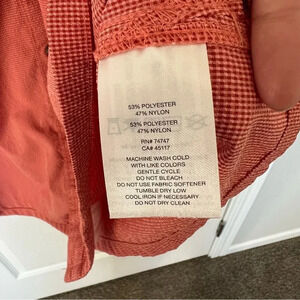 53% POLYESTER
47% NYLON
53% POLYESTER
47% NYLON
RN# 74747
CA# 45117
MACHINE WASH COLD
WITH LIKE COLORS
GENTLE CYCLE
DO NOT BLEACH
DO NOT USE FABRIC SOFTENER
TUMBLE DRY LOW
COOL IRON IF NECESSARY
DO NOT DRY CLEAN